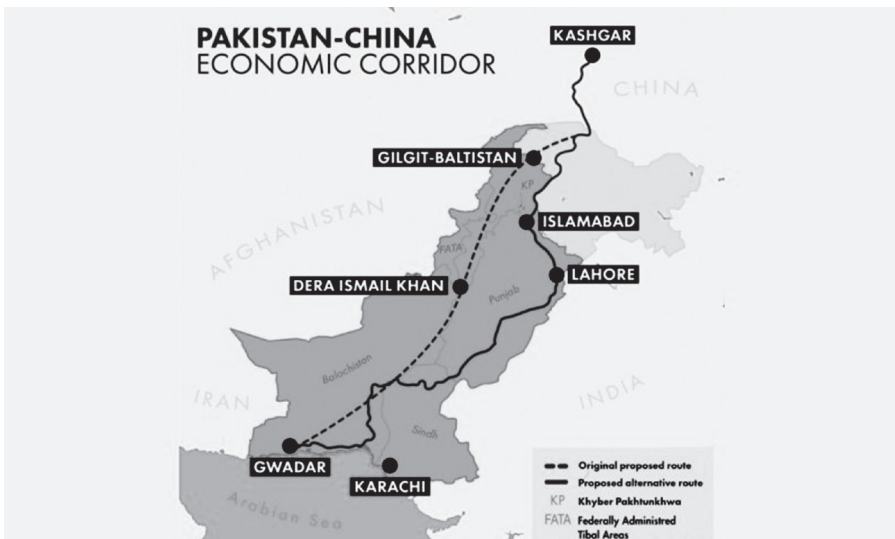 PAKISTAN-CHINA
ECONOMIC CORRIDOR
KASHGAR
CHINA
GILGIT-BALTISTAN
KP
ISLAMABAD
AFGHANISTAN
FATA
LAHORE
DERA ISMAIL KHAN
Punjab
Balochistan
IRAN
INDIA
Sindh
GWADAR
KARACHI
Arabian Sea
Original proposed route
Proposed alternative route
KP Khyber Pakhtunkhwa
FATA Federally Administred
Tibal Areas